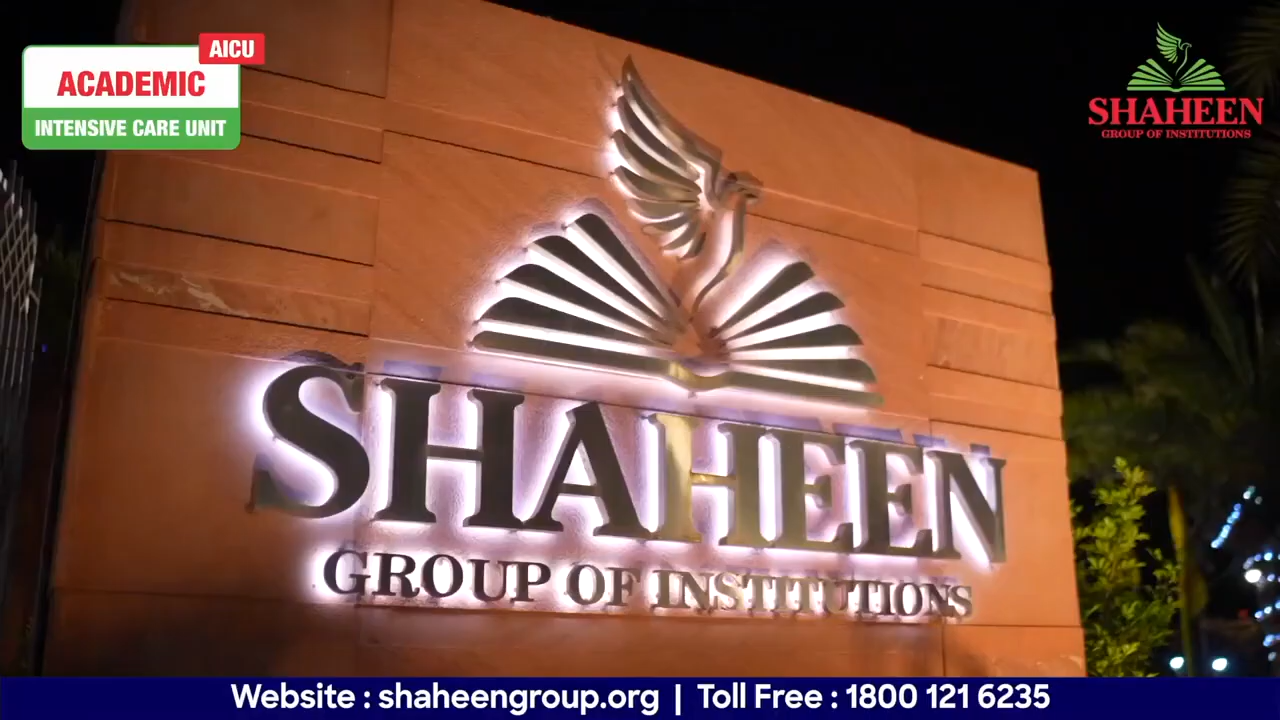 AICU
ACADEMIC
INTENSIVE CARE UNIT
SHAHEEN
GROUP OF INSTITUTIONS
SHAHEEN
GROUP OF INSTITUTIONS
Website : shaheengroup.org | Toll Free : 1800 121 6235